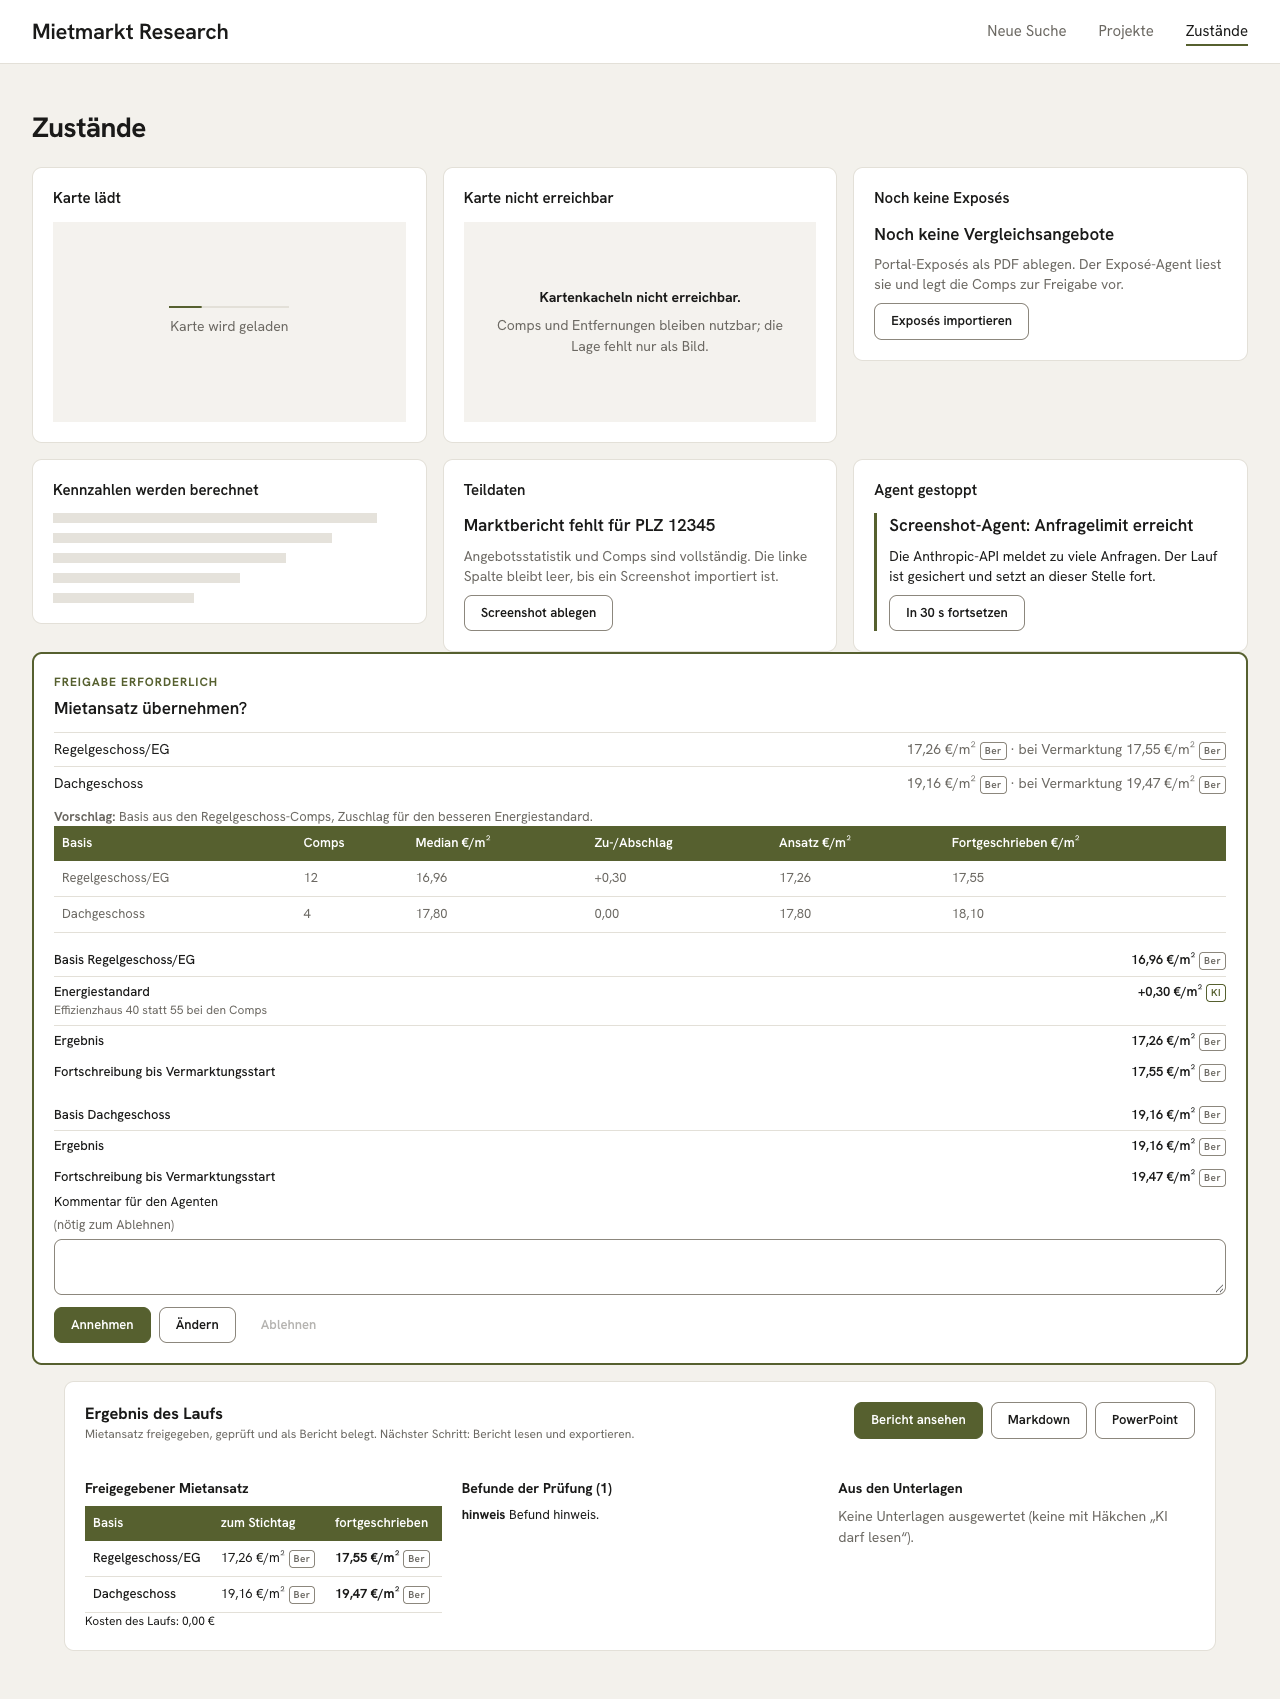 Mietmarkt Research
Neue Suche
Projekte
Zustände
Zustände
Karte lädt
Karte wird geladen
Karte nicht erreichbar
Kartenkacheln nicht erreichbar.
Comps und Entfernungen bleiben nutzbar; die
Lage fehlt nur als Bild.
Noch keine Exposés
Noch keine Vergleichsangebote
Portal-Exposés als PDF ablegen. Der Exposé-Agent liest
sie und legt die Comps zur Freigabe vor.
Exposés importieren
Kennzahlen werden berechnet
Teildaten
Marktbericht fehlt für PLZ 12345
Angebotsstatistik und Comps sind vollständig. Die linke
Spalte bleibt leer, bis ein Screenshot importiert ist.
Screenshot ablegen
Agent gestoppt
Screenshot-Agent: Anfragelimit erreicht
Die Anthropic-API meldet zu viele Anfragen. Der Lauf
ist gesichert und setzt an dieser Stelle fort.
In 30 s fortsetzen
FREIGABE ERFORDERLICH
Mietansatz übernehmen?
Regelgeschoss/EG 17,26 €/m² Ber · bei Vermarktung 17,55 €/m² Ber
Dachgeschoss 19,16 €/m² Ber · bei Vermarktung 19,47 €/m² Ber
Vorschlag: Basis aus den Regelgeschoss-Comps, Zuschlag für den besseren Energiestandard.
Basis Comps Median €/m² Zu-/Abschlag Ansatz €/m² Fortgeschrieben €/m²
Regelgeschoss/EG 12 16,96 +0,30 17,26 17,55
Dachgeschoss 4 17,80 0,00 17,80 18,10
Basis Regelgeschoss/EG 16,96 €/m² Ber
Energiestandard +0,30 €/m² KI
Effizienzhaus 40 statt 55 bei den Comps
Ergebnis 17,26 €/m² Ber
Fortschreibung bis Vermarktungsstart 17,55 €/m² Ber
Basis Dachgeschoss 19,16 €/m² Ber
Ergebnis 19,16 €/m² Ber
Fortschreibung bis Vermarktungsstart 19,47 €/m² Ber
Kommentar für den Agenten
(nötig zum Ablehnen)
Annehmen
Ändern
Ablehnen
Ergebnis des Laufs
Mietansatz freigegeben, geprüft und als Bericht belegt. Nächster Schritt: Bericht lesen und exportieren.
Bericht ansehen
Markdown
PowerPoint
Freigegebener Mietansatz
Basis zum Stichtag fortgeschrieben
Regelgeschoss/EG 17,26 €/m² Ber 17,55 €/m² Ber
Dachgeschoss 19,16 €/m² Ber 19,47 €/m² Ber
Kosten des Laufs: 0,00 €
Befunde der Prüfung (1)
hinweis Befund hinweis.
Aus den Unterlagen
Keine Unterlagen ausgewertet (keine mit Häkchen „KI
darf lesen“).